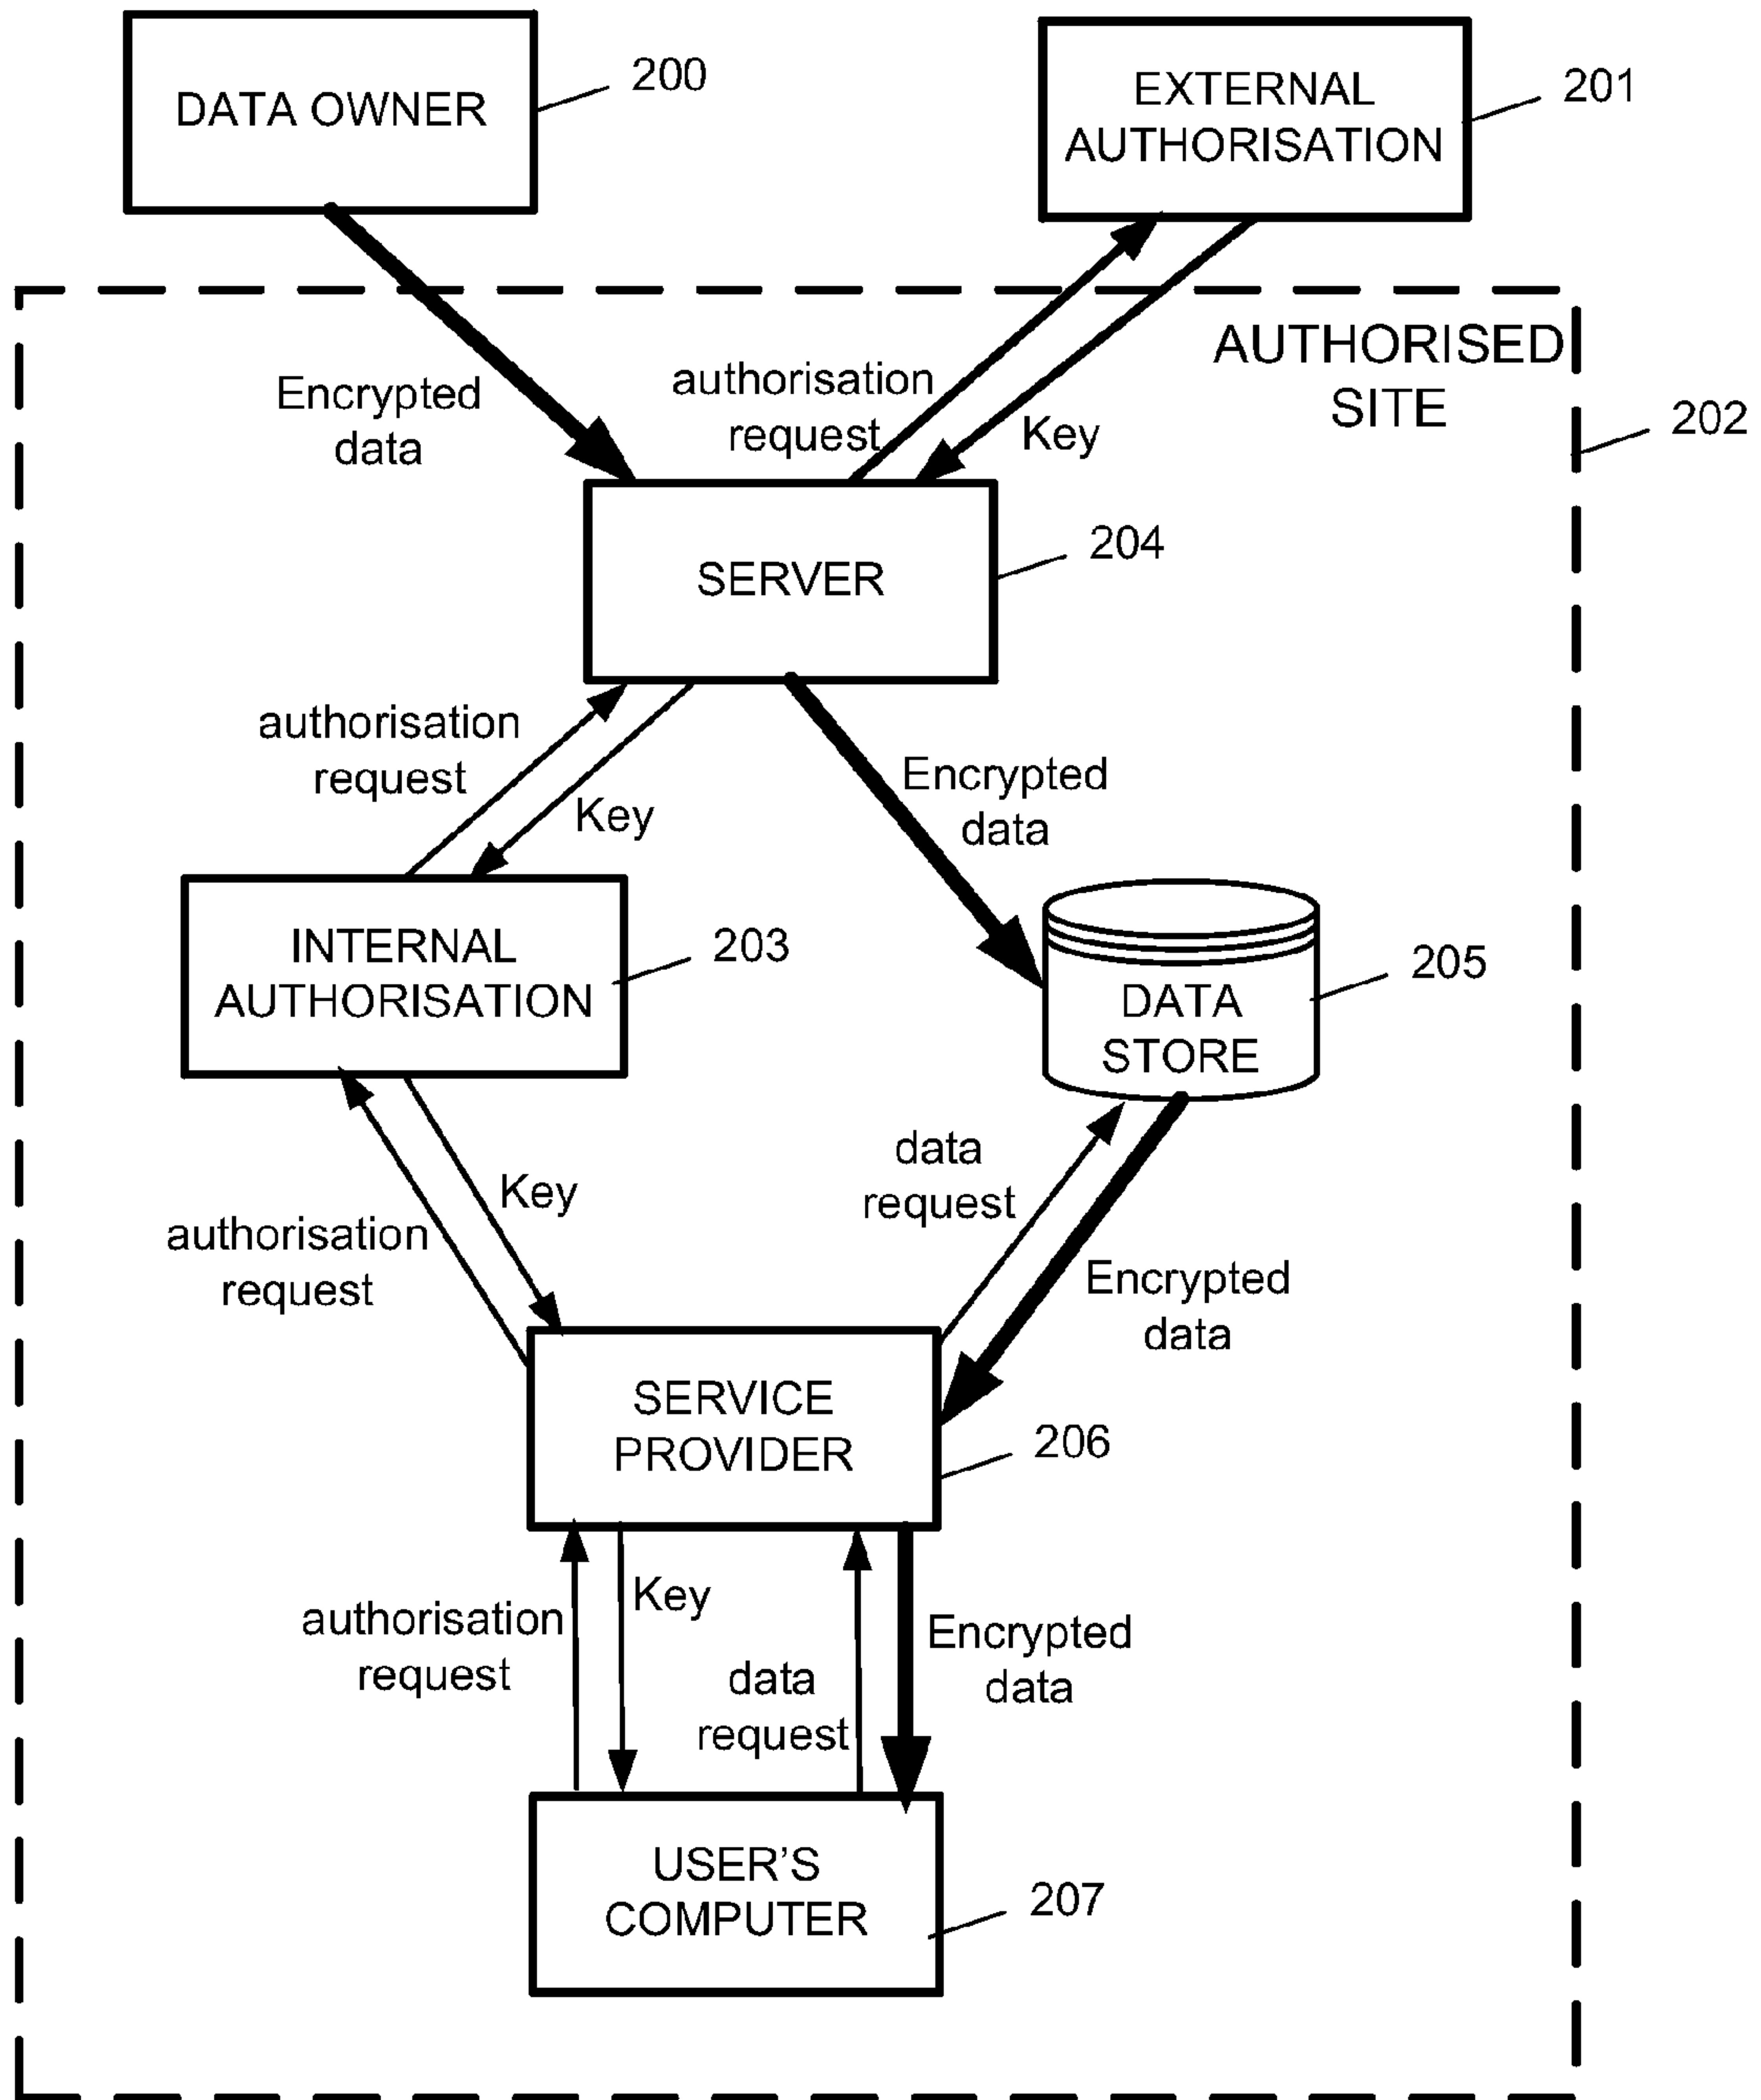 DATA OWNER
200
EXTERNAL
AUTHORISATION
201
AUTHORISED
SITE
202
Encrypted
data
authorisation
request
Key
SERVER
204
authorisation
request
Key
Encrypted
data
INTERNAL
AUTHORISATION
203
DATA
STORE
205
authorisation
request
Key
data
request
Encrypted
data
SERVICE
PROVIDER
206
authorisation
request
Key
data
request
Encrypted
data
USER'S
COMPUTER
207